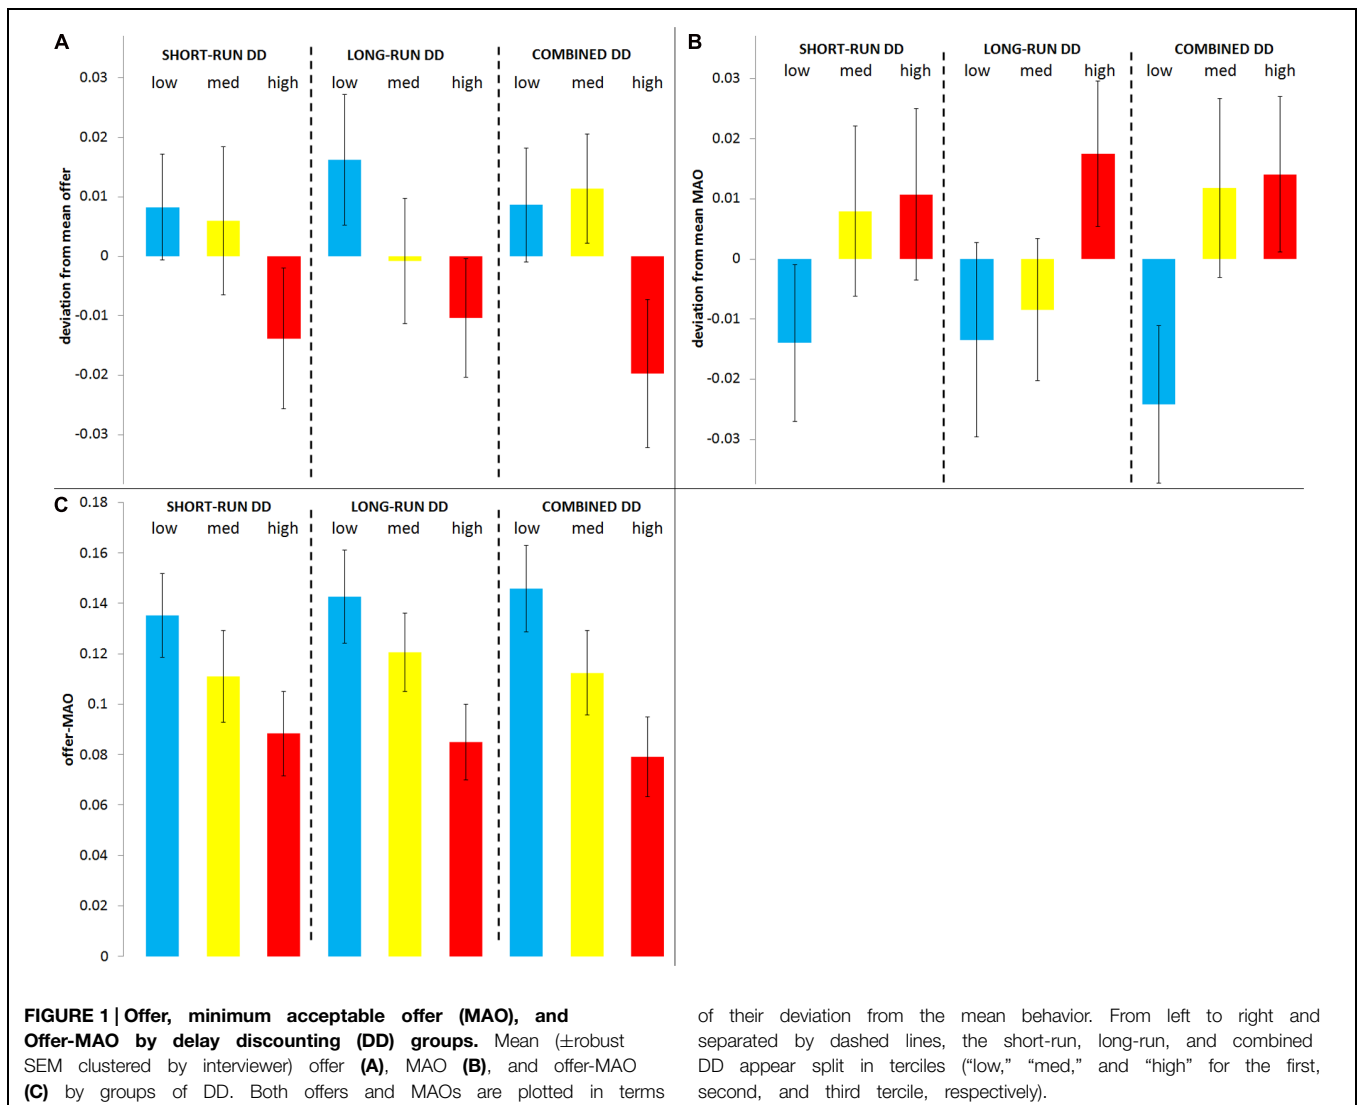 A
SHORT-RUN DD LONG-RUN DD COMBINED DD
low med high low med high low med high
0.03
0.02
0.01
0
-0.01
-0.02
-0.03
deviation from mean offer
B
SHORT-RUN DD LONG-RUN DD COMBINED DD
low med high low med high low med high
0.03
0.02
0.01
0
-0.01
-0.02
-0.03
deviation from mean MAO
C
SHORT-RUN DD LONG-RUN DD COMBINED DD
low med high low med high low med high
0.18
0.16
0.14
0.12
0.1
0.08
0.06
0.04
0.02
0
offer-MAO
FIGURE 1 | Offer, minimum acceptable offer (MAO), and
Offer-MAO by delay discounting (DD) groups. Mean (±robust
SEM clustered by interviewer) offer (A), MAO (B), and offer-MAO
(C) by groups of DD. Both offers and MAOs are plotted in terms
of their deviation from the mean behavior. From left to right and
separated by dashed lines, the short-run, long-run, and combined
DD appear split in terciles (“low,” “med,” and “high” for the first,
second, and third tercile, respectively).